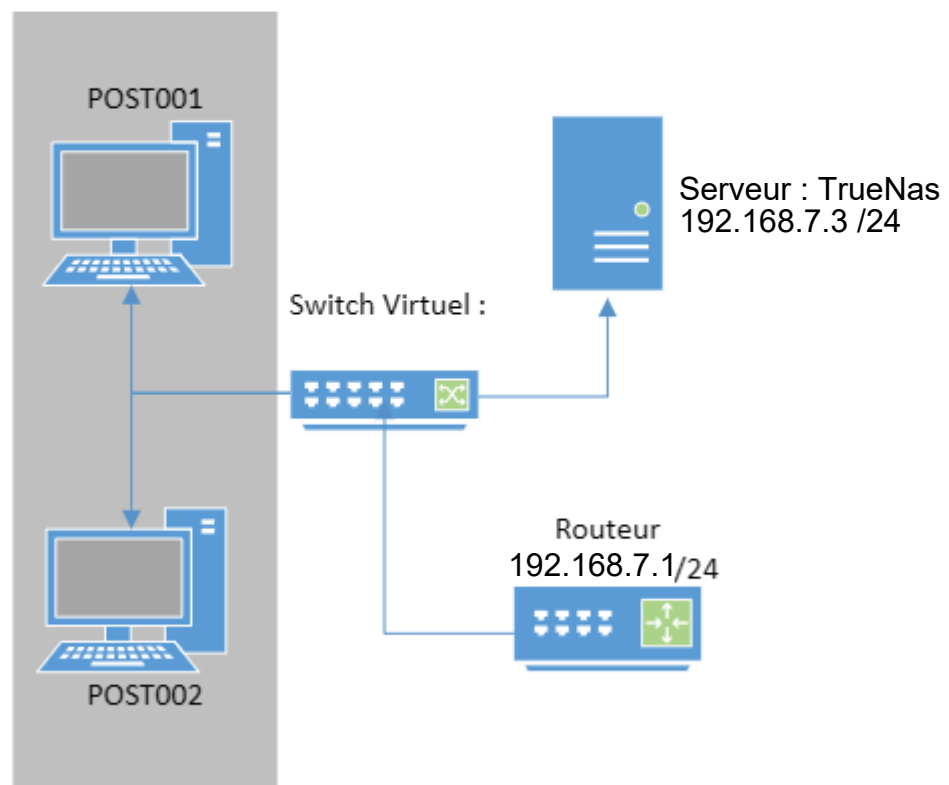 POST001
Serveur : TrueNas
192.168.7.3 /24
Switch Virtuel :
Routeur
192.168.7.1/24
POST002